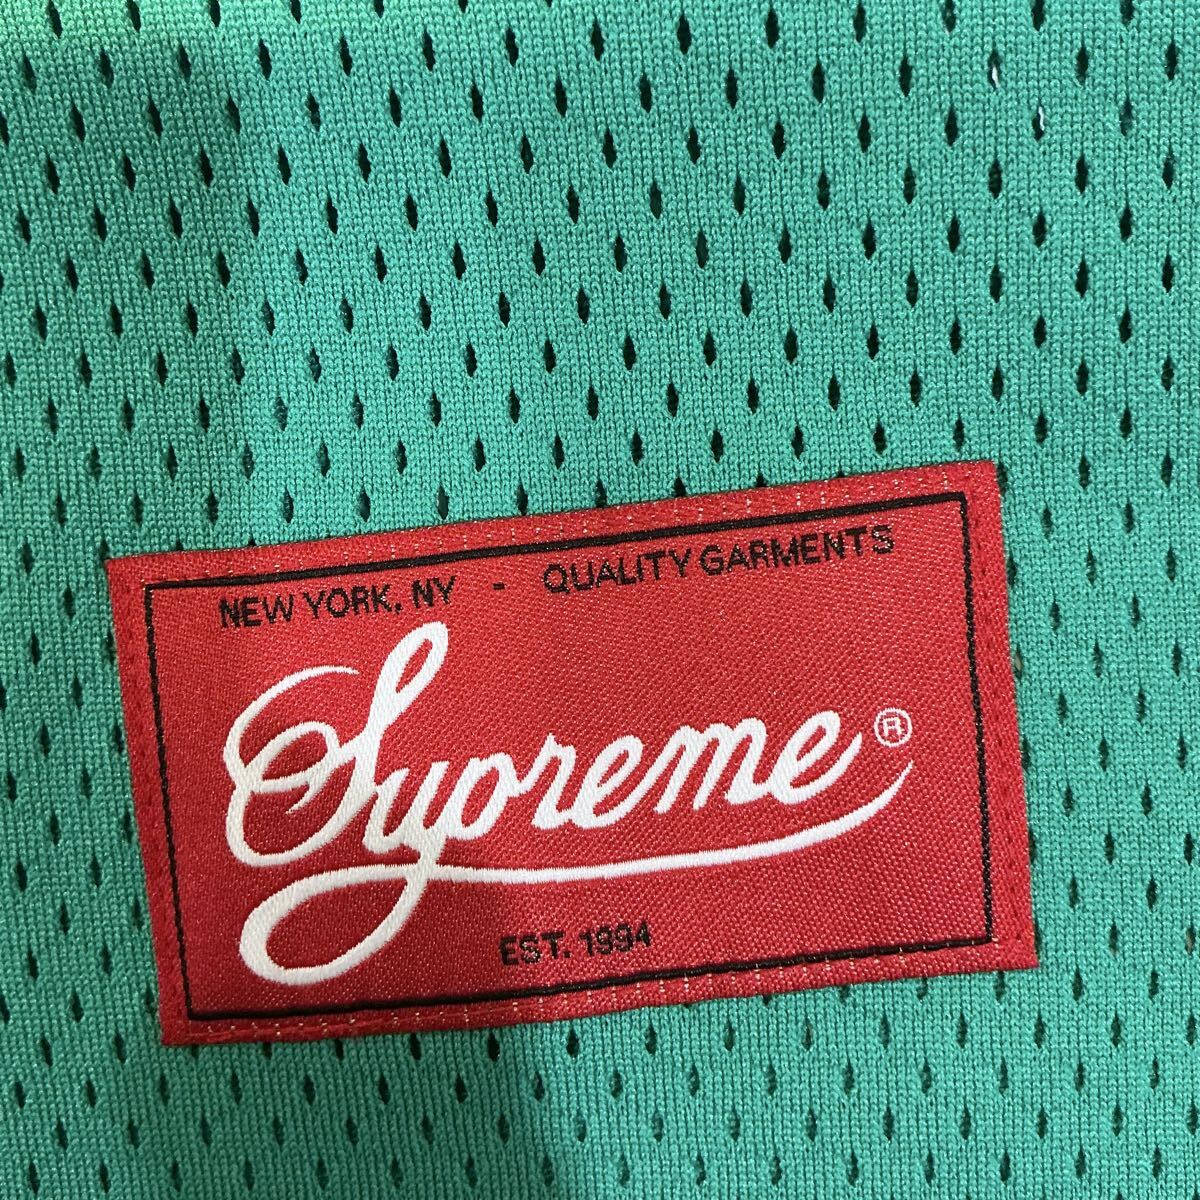 NEW YORK, NY - QUALITY GARMENTS
Supreme®
EST. 1994